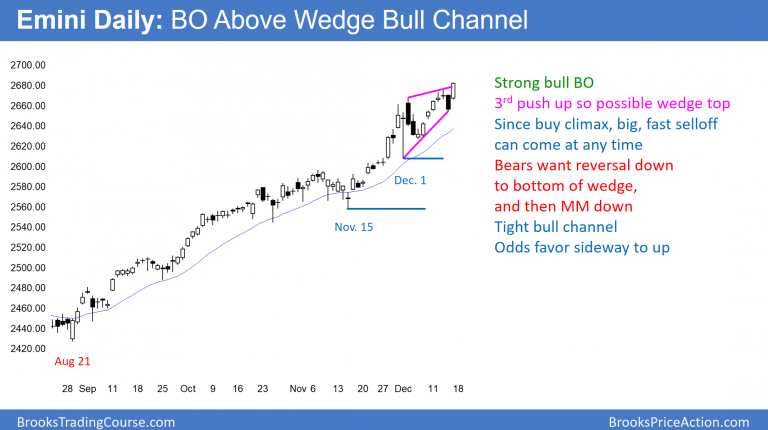 Emini Daily: BO Above Wedge Bull Channel
2700.00
2680.00
2660.00
2640.00
2620.00
2600.00
2580.00
2560.00
2540.00
2520.00
2500.00
2480.00
2460.00
2440.00
2420.00
Dec. 1
Nov. 15
Aug 21
28 Sep 11 18 25 Oct 9 16 23 Nov 6 13 20 27 Dec 11 18
Strong bull BO
3rd push up so possible wedge top
Since buy climax, big, fast selloff
can come at any time
Bears want reversal down
to bottom of wedge,
and then MM down
Tight bull channel
Odds favor sideway to up
BrooksTradingCourse.com
BrooksPriceAction.com